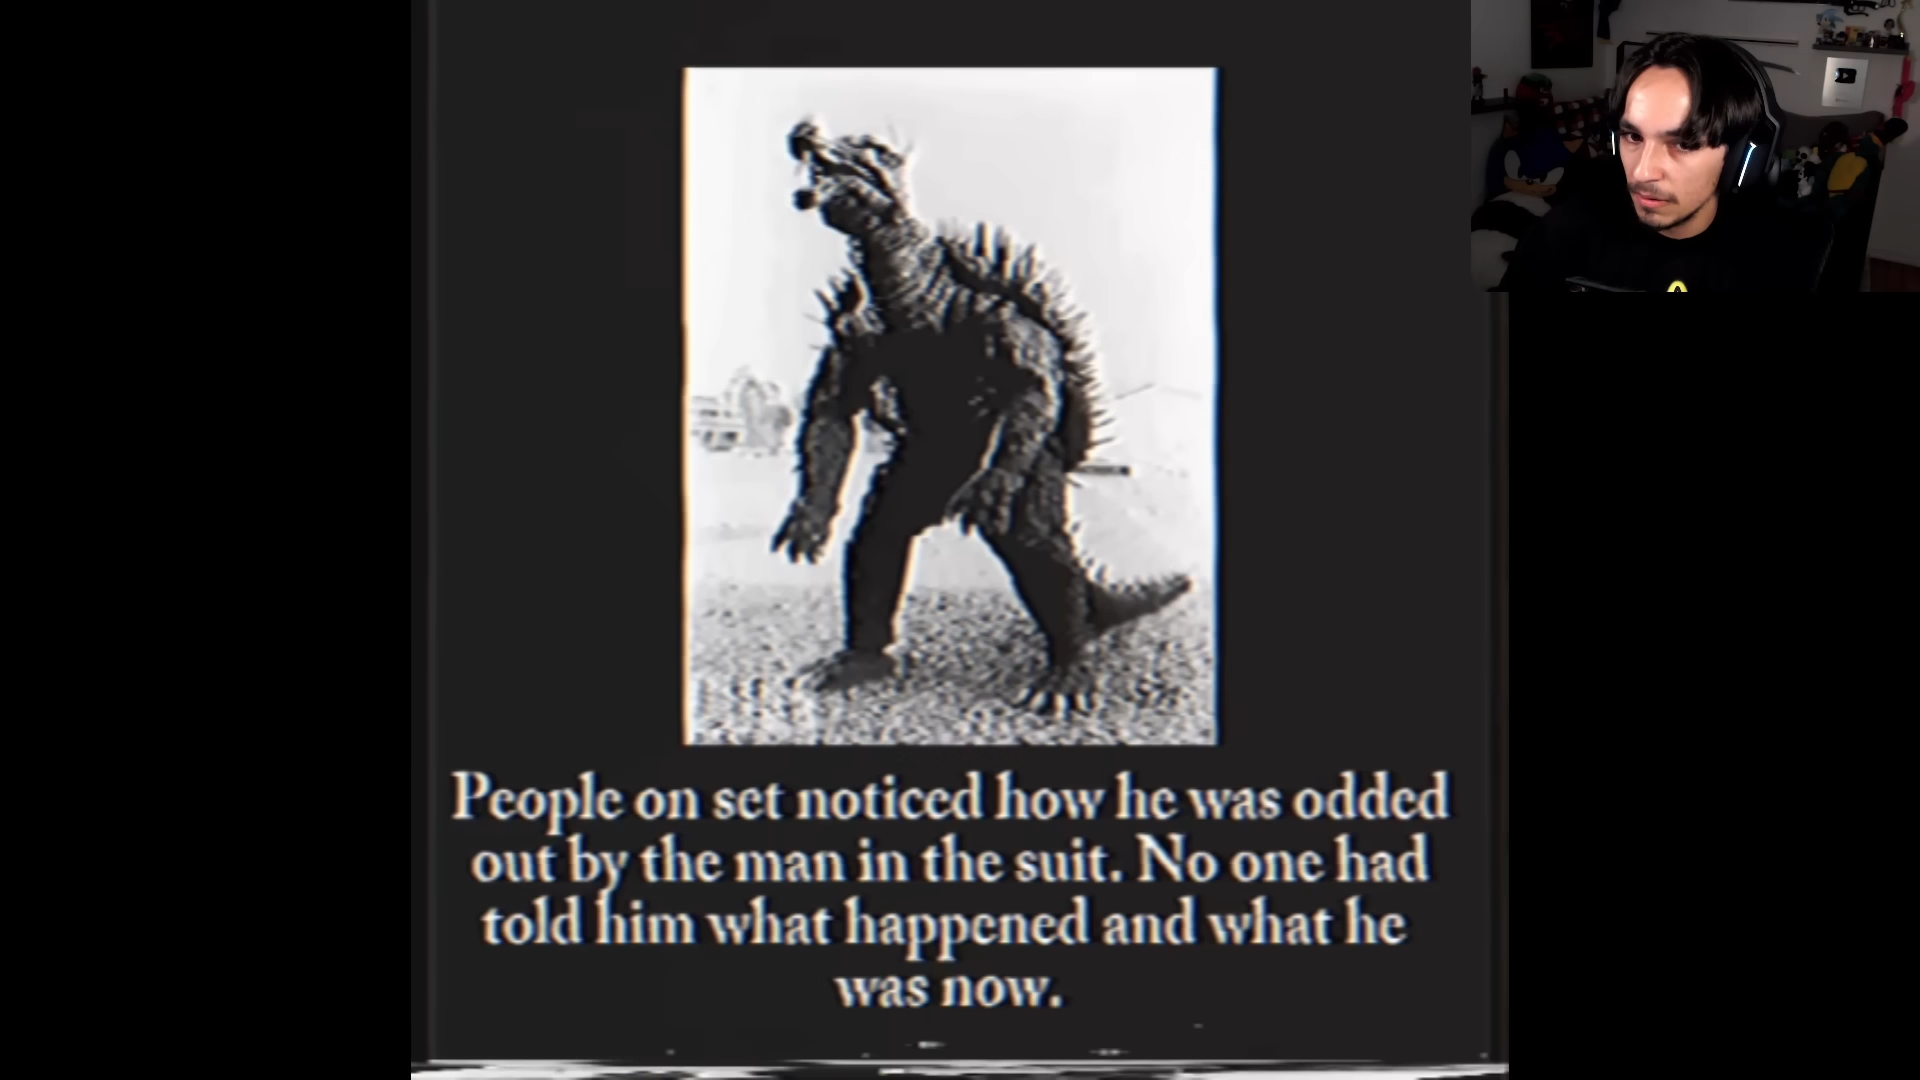 People on set noticed how he was odded
out by the man in the suit. No one had
told him what happened and what he
was now.